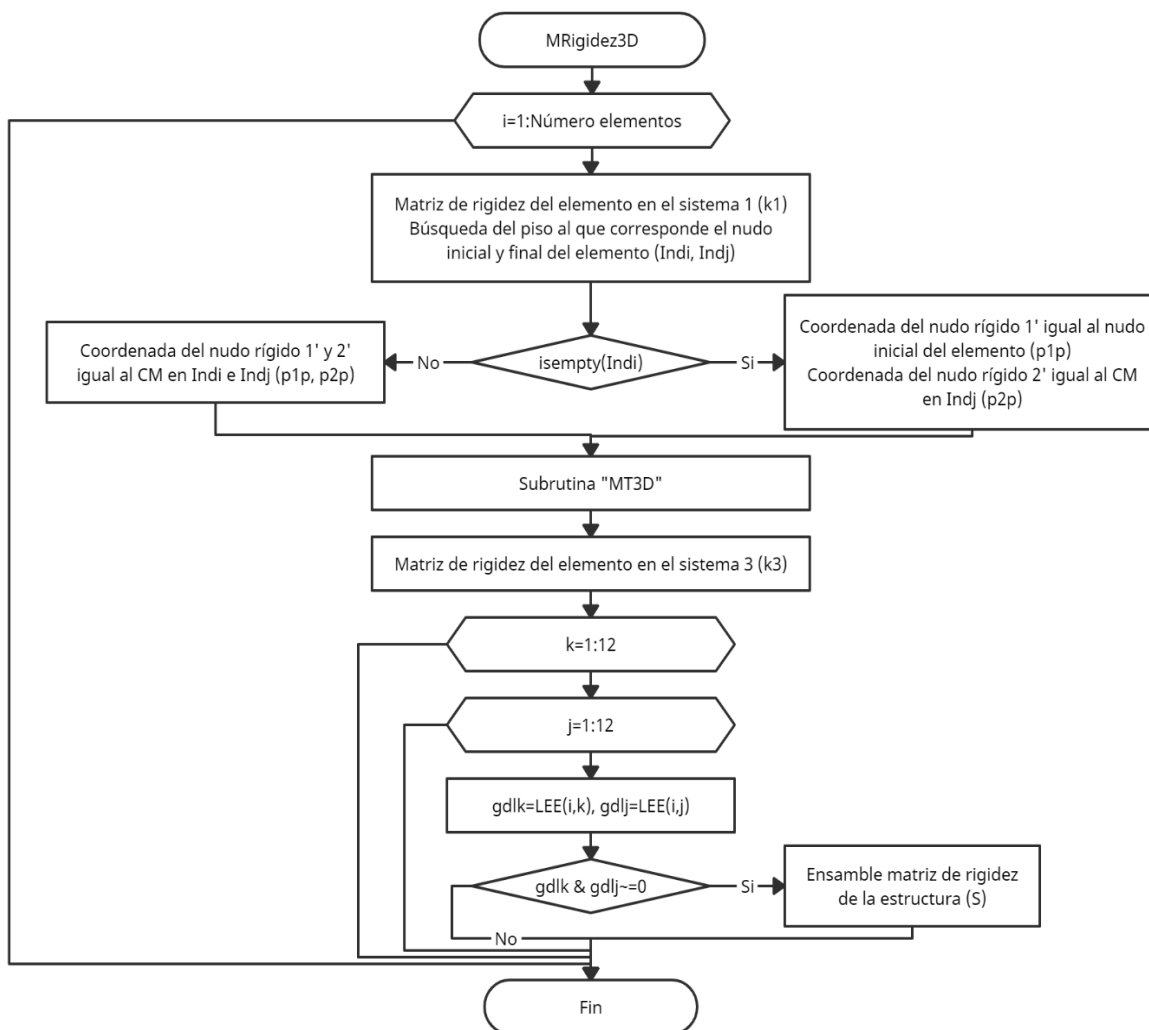 MRigidez3D
i=1:Número elementos
Matriz de rigidez del elemento en el sistema 1 (k1)
Búsqueda del piso al que corresponde el nudo
inicial y final del elemento (Indi, Indj)
isempty(Indi)
No
Si
Coordenada del nudo rígido 1' y 2'
igual al CM en Indi e Indj (p1p, p2p)
Coordenada del nudo rígido 1' igual al nudo
inicial del elemento (p1p)
Coordenada del nudo rígido 2' igual al CM
en Indj (p2p)
Subrutina "MT3D"
Matriz de rigidez del elemento en el sistema 3 (k3)
k=1:12
j=1:12
gdlk=LEE(i,k), gdlj=LEE(i,j)
gdlk & gdlj~=0
Si
Ensamble matriz de rigidez
de la estructura (S)
No
Fin